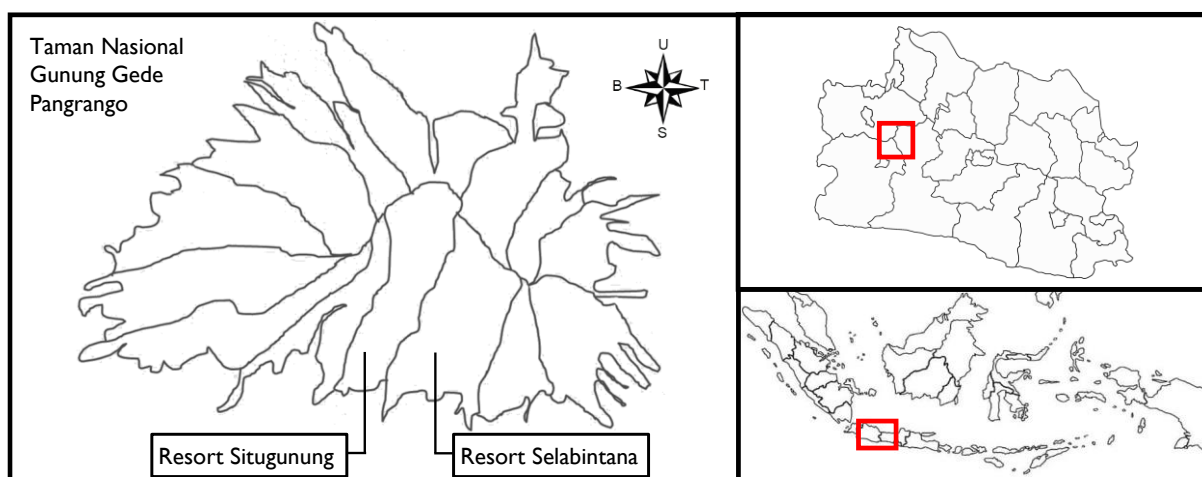 Taman Nasional
Gunung Gede
Pangrango
U
B T
S
Resort Situgunung
Resort Selabintana